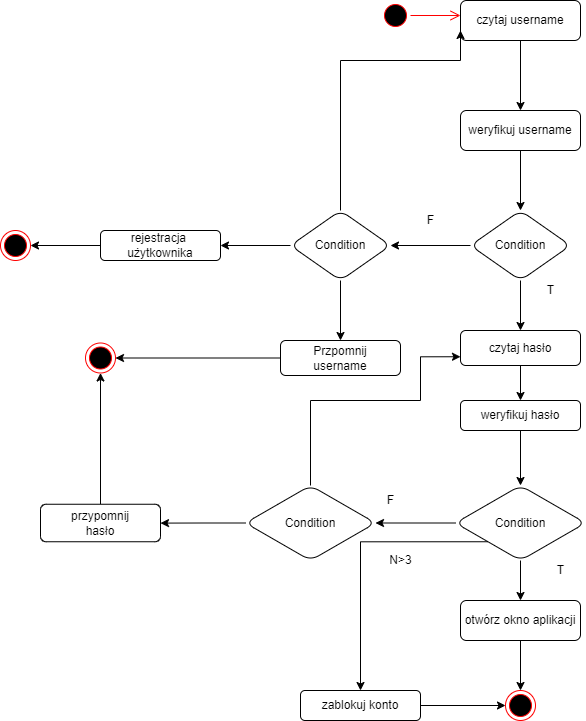 czytaj username
weryfikuj username
F
rejestracja
użytkownika
Condition
Condition
T
czytaj hasło
Przpomnij
username
weryfikuj hasło
F
przypomnij
hasło
Condition
Condition
N>3
T
otwórz okno aplikacji
zablokuj konto